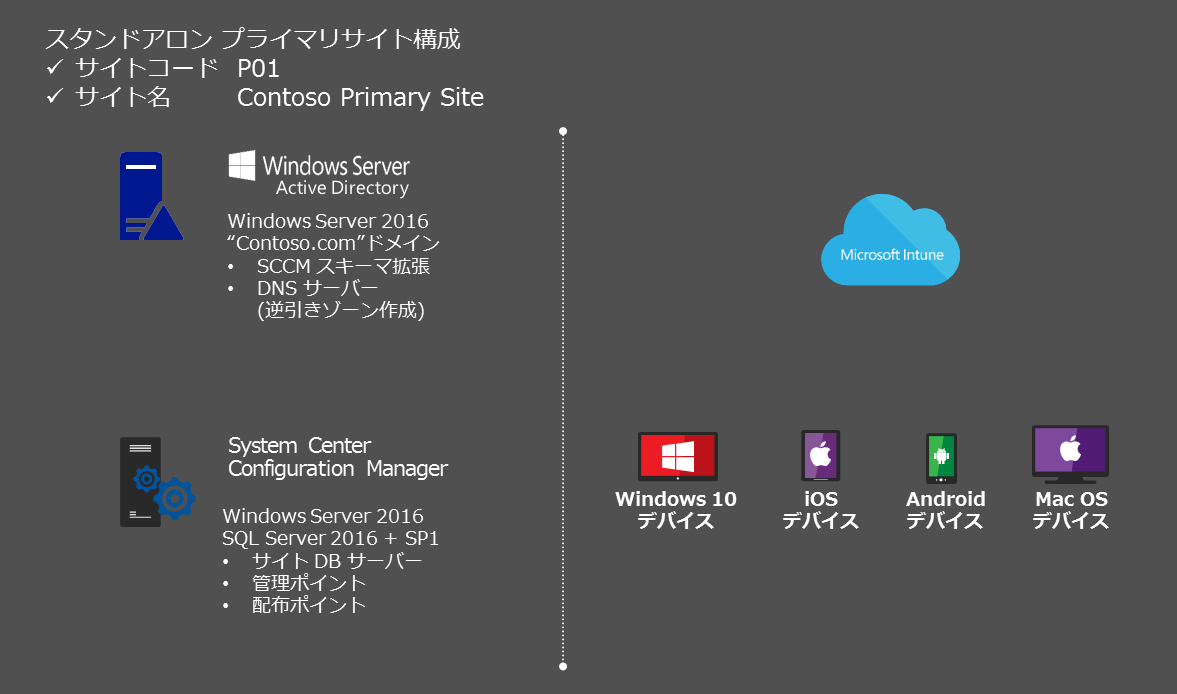 スタンドアロン プライマリサイト構成
✓ サイトコード P01
✓ サイト名 Contoso Primary Site
Windows Server
Active Directory
Windows Server 2016
“Contoso.com”ドメイン
• SCCM スキーマ拡張
• DNS サーバー
(逆引きゾーン作成)
System Center
Configuration Manager
Windows Server 2016
SQL Server 2016 + SP1
• サイト DB サーバー
• 管理ポイント
• 配布ポイント
Microsoft Intune
Windows 10
デバイス
iOS
デバイス
Android
デバイス
Mac OS
デバイス